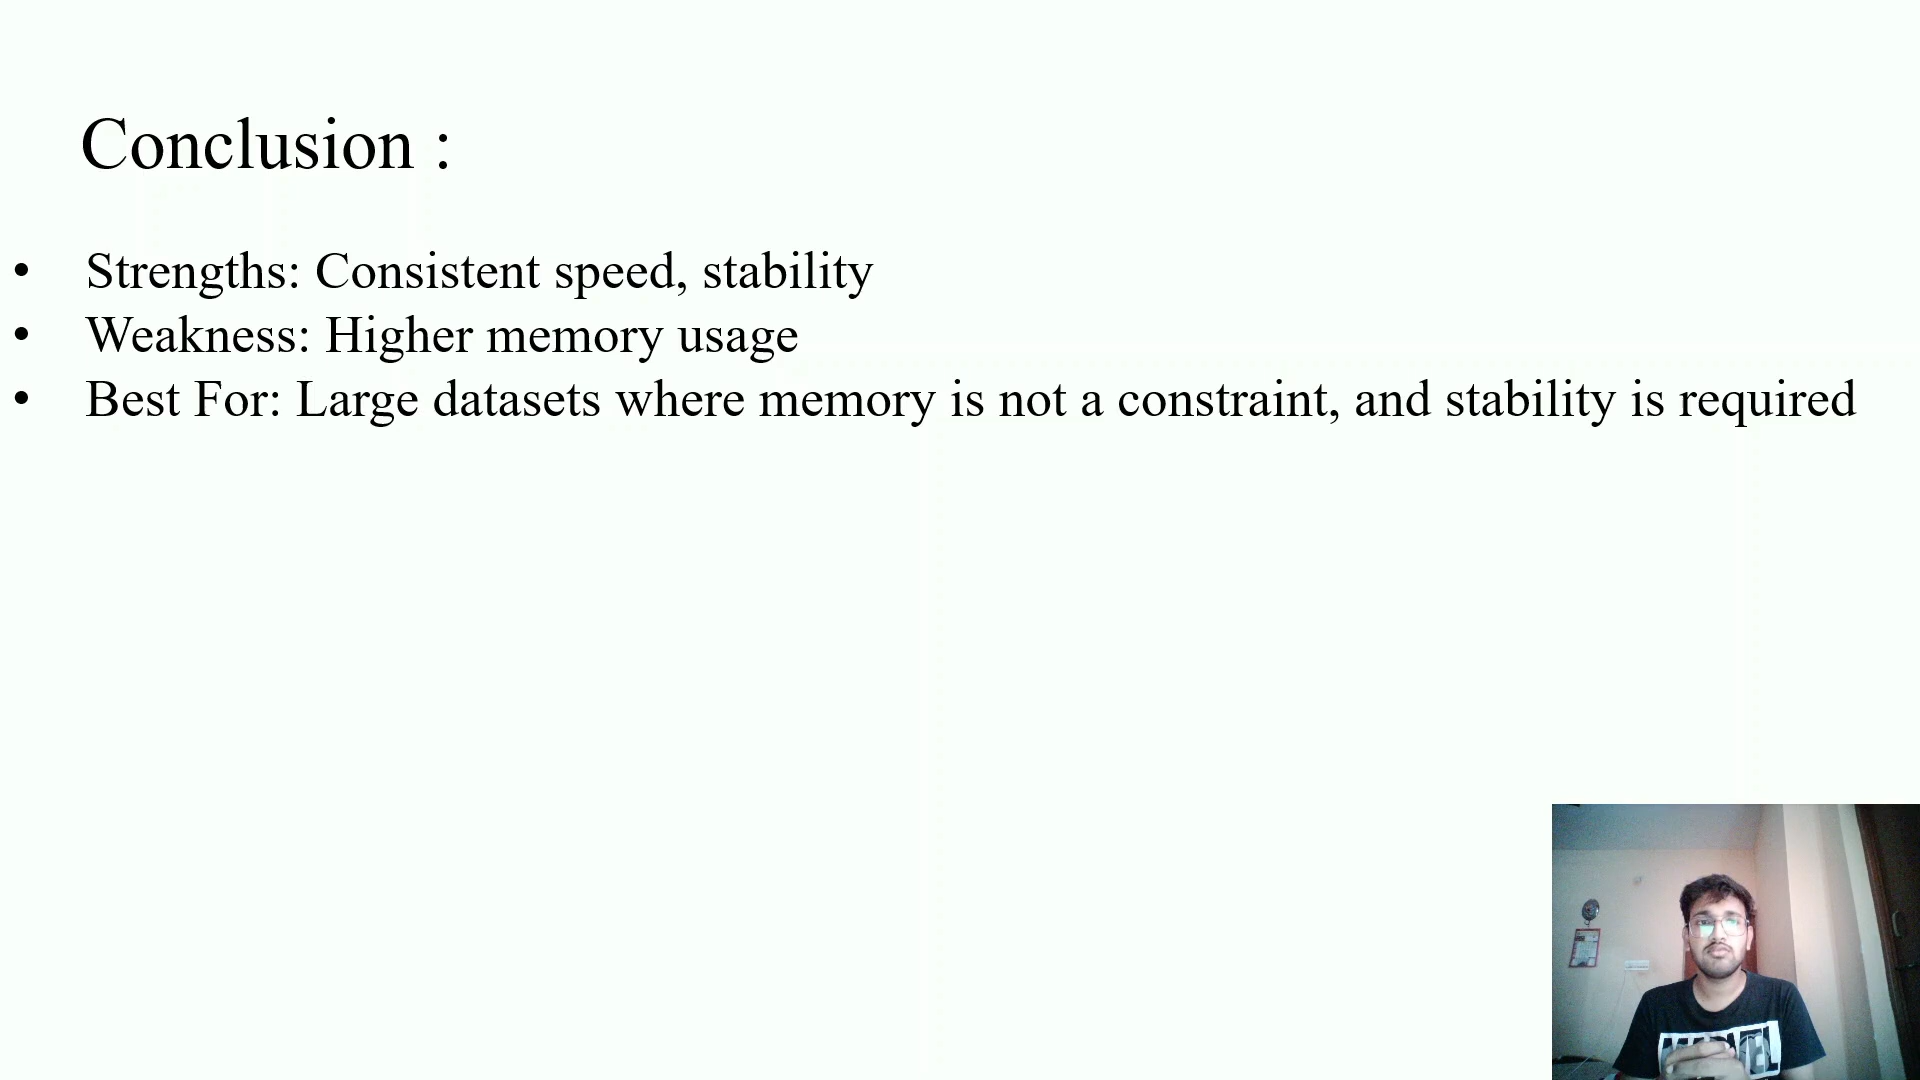 Conclusion :
• Strengths: Consistent speed, stability
• Weakness: Higher memory usage
• Best For: Large datasets where memory is not a constraint, and stability is required